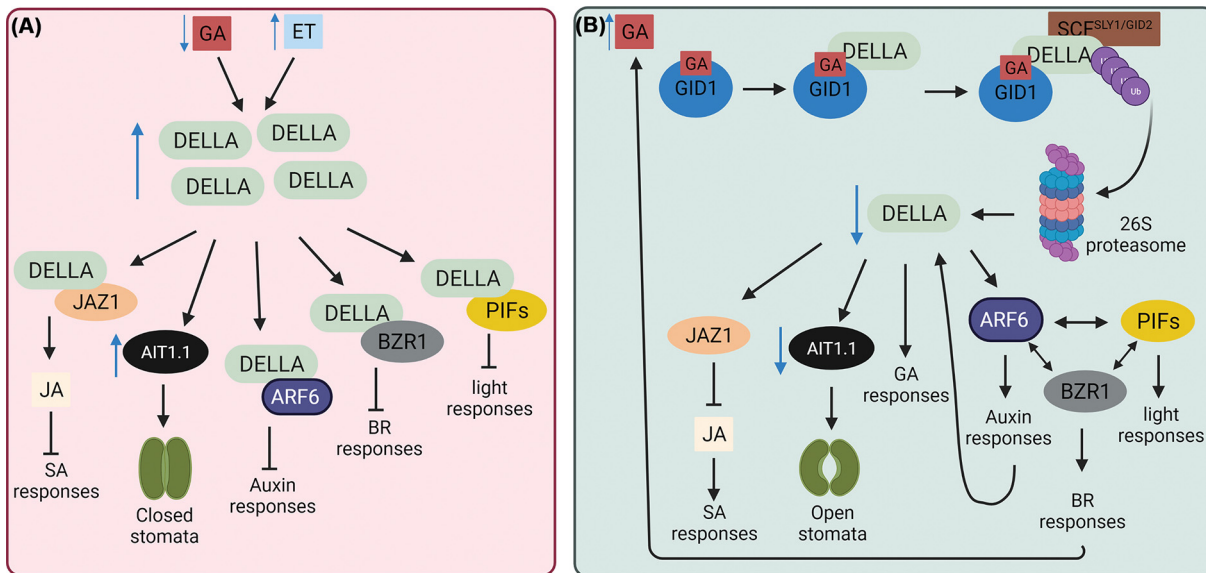 (A)
GA
ET
DELLA
DELLA
DELLA
DELLA
DELLA
JAZ1
JA
SA
responses
AIT1.1
Closed
stomata
DELLA
ARF6
Auxin
responses
DELLA
BZR1
BR
responses
DELLA
PIFs
light
responses
(B)
GA
GA
GID1
DELLA
GA
GID1
SCF^SLY1/GID2
DELLA
GA
GID1
Ub
26S
proteasome
DELLA
JAZ1
JA
SA
responses
AIT1.1
Open
stomata
GA
responses
ARF6
Auxin
responses
PIFs
light
responses
BZR1
BR
responses